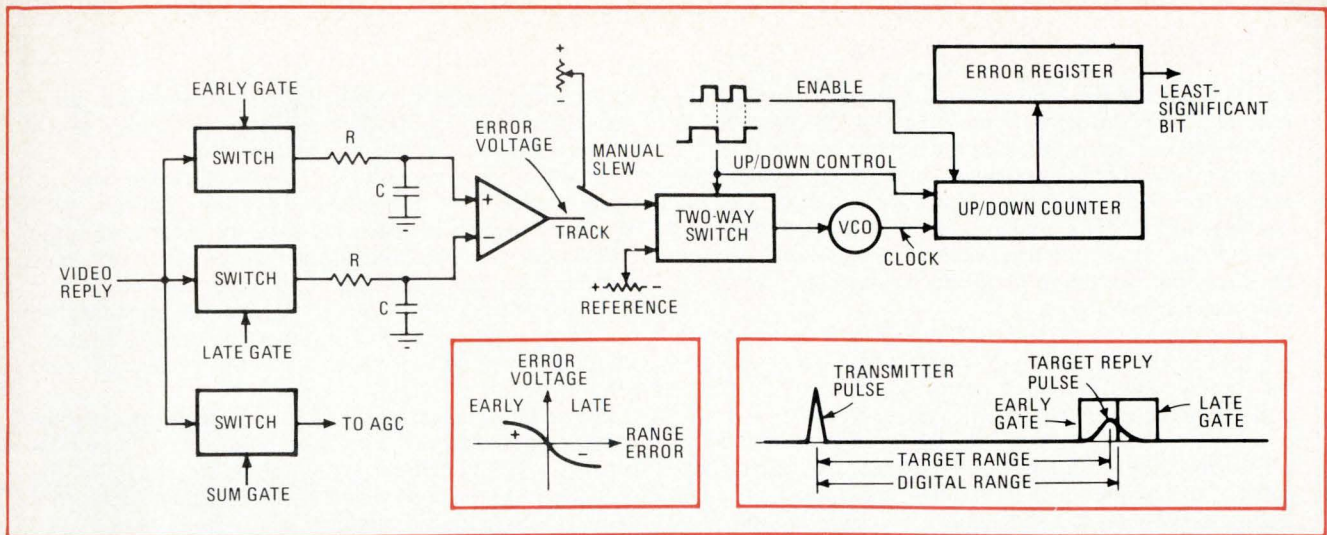 EARLY GATE
SWITCH
R
C
VIDEO
REPLY
SWITCH
R
C
LATE GATE
SWITCH
TO AGC
SUM GATE
+
−
ERROR
VOLTAGE
TRACK
+
−
MANUAL
SLEW
ENABLE
UP/DOWN CONTROL
TWO-WAY
SWITCH
+ −
REFERENCE
VCO
CLOCK
ERROR REGISTER
LEAST-
SIGNIFICANT
BIT
UP/DOWN COUNTER
ERROR
VOLTAGE
EARLY LATE
+
−
RANGE
ERROR
TRANSMITTER
PULSE
TARGET REPLY
PULSE
EARLY
GATE
LATE
GATE
TARGET RANGE
DIGITAL RANGE